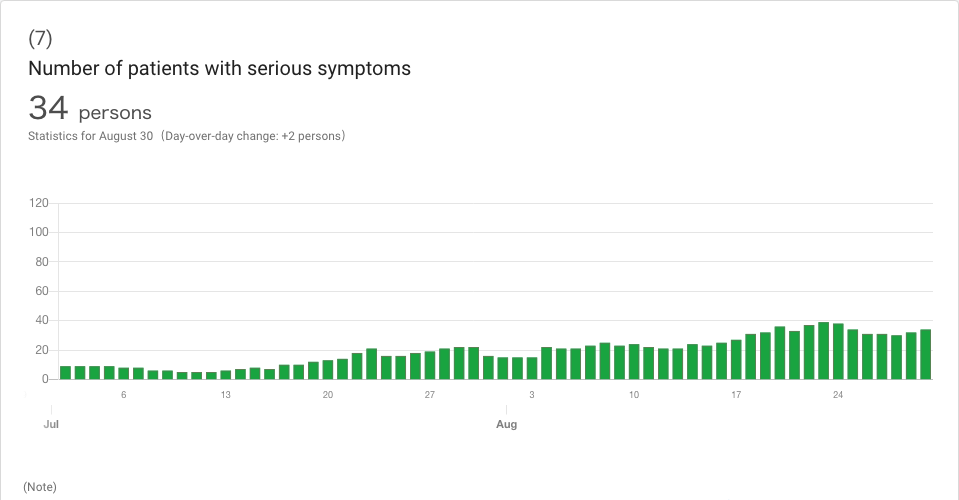 (7)
Number of patients with serious symptoms
34 persons
Statistics for August 30（Day-over-day change: +2 persons）
120
100
80
60
40
20
0
6 13 20 27 3 10 17 24
Jul Aug
(Note)